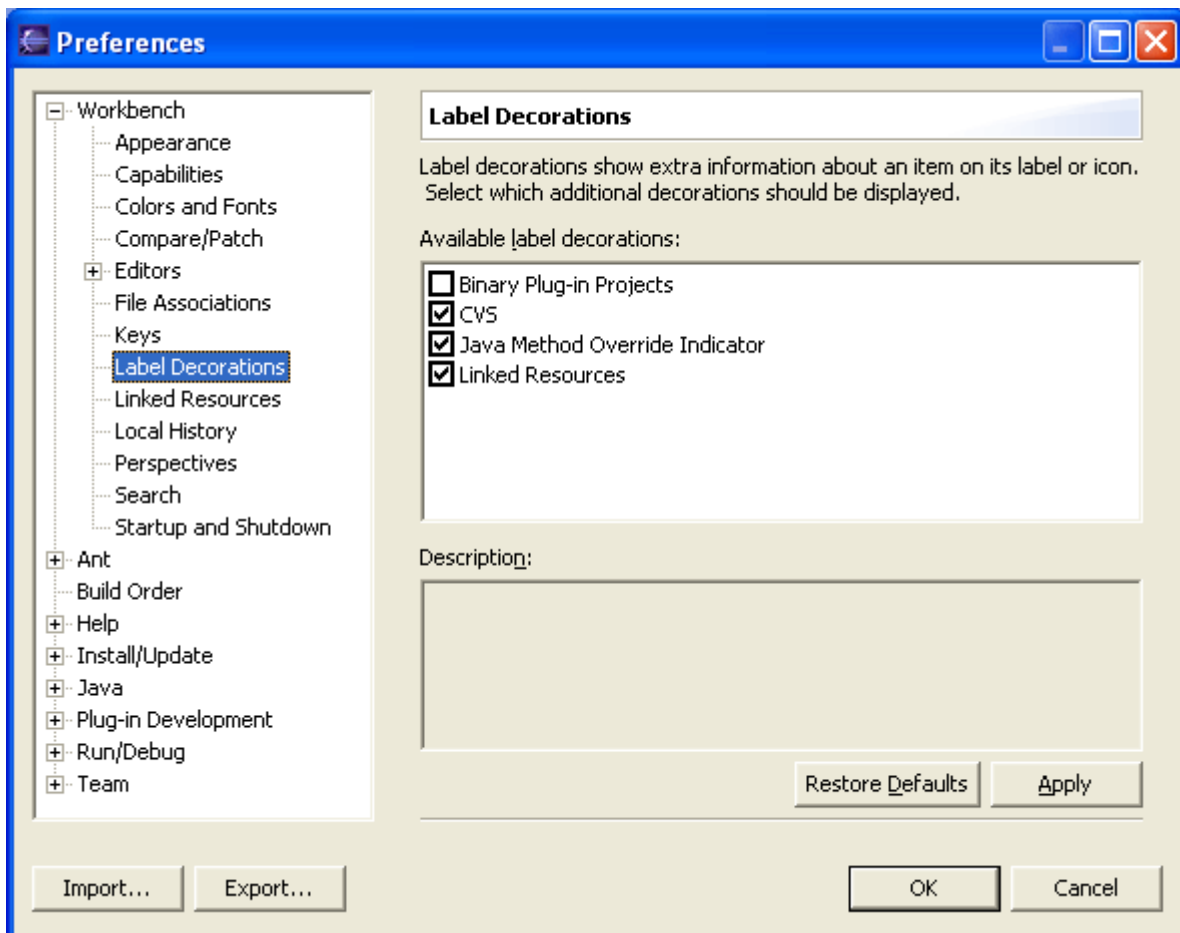 Preferences
Workbench
Appearance
Capabilities
Colors and Fonts
Compare/Patch
Editors
File Associations
Keys
Label Decorations
Linked Resources
Local History
Perspectives
Search
Startup and Shutdown
Ant
Build Order
Help
Install/Update
Java
Plug-in Development
Run/Debug
Team
Label Decorations
Label decorations show extra information about an item on its label or icon.
Select which additional decorations should be displayed.
Available label decorations:
Binary Plug-in Projects
CVS
Java Method Override Indicator
Linked Resources
Description:
Restore Defaults
Apply
Import...
Export...
OK
Cancel